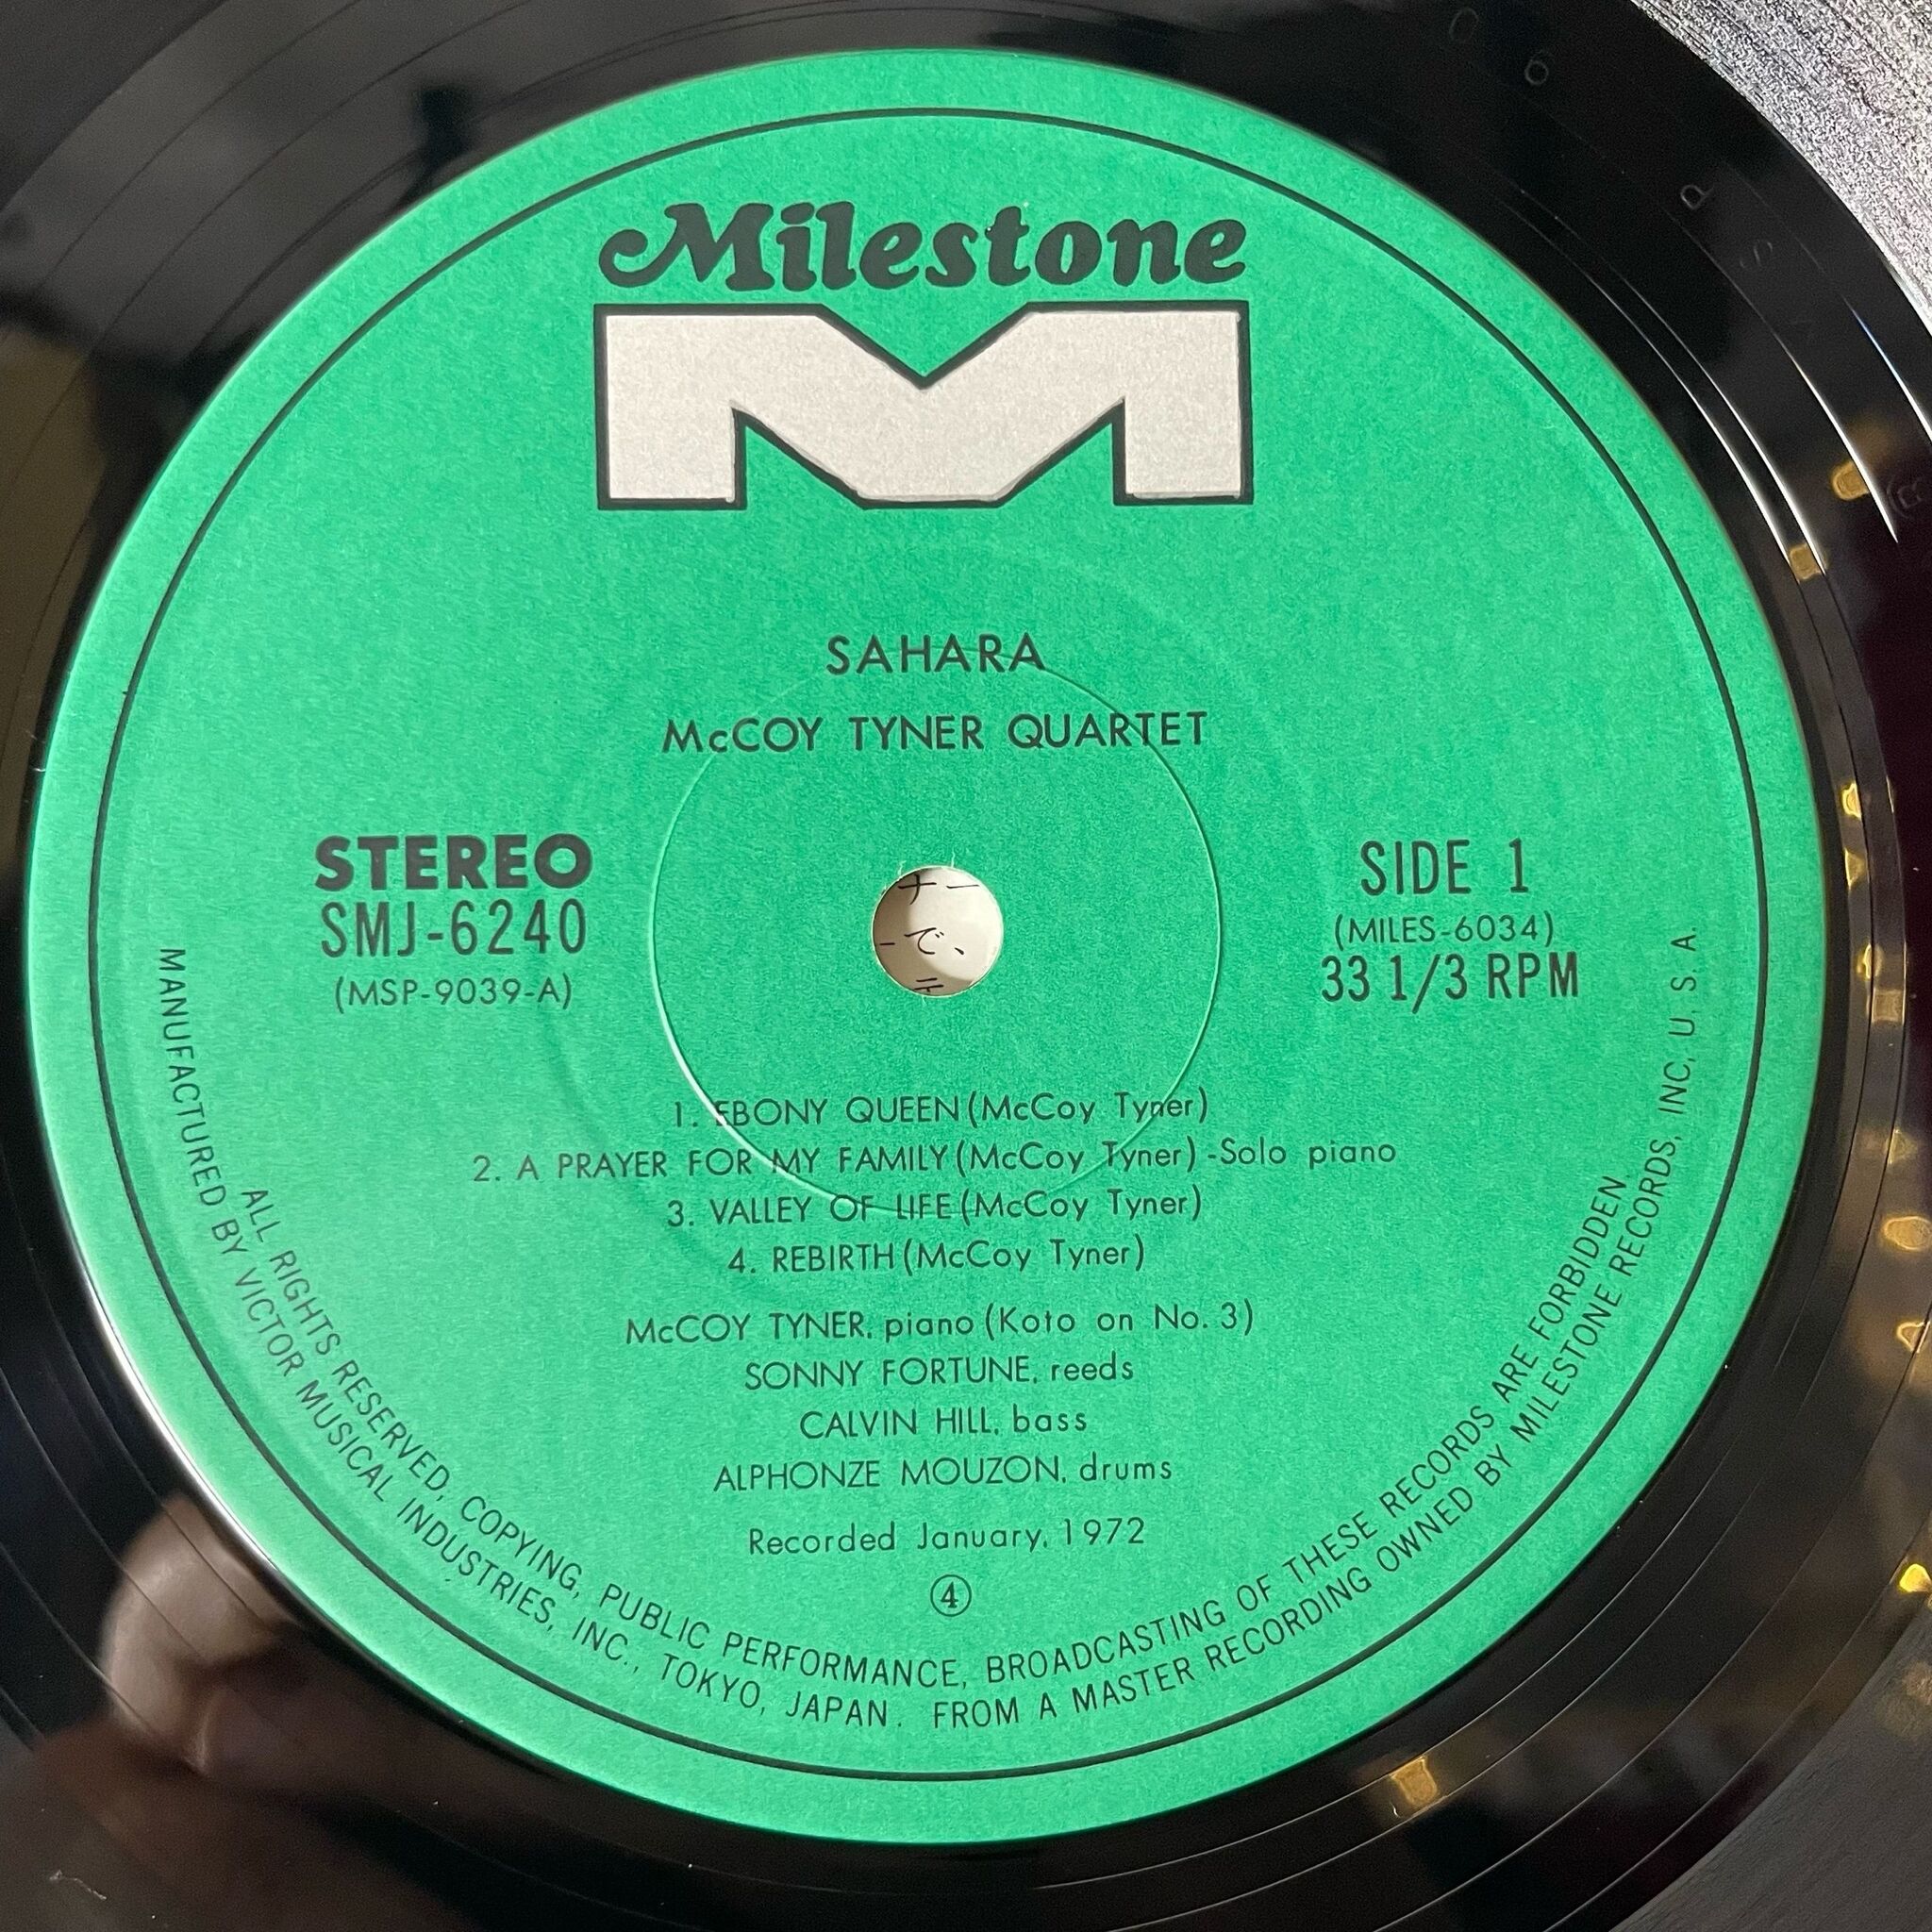 Milestone
M
SAHARA
McCOY TYNER QUARTET
STEREO
SMJ-6240
(MSP-9039-A)
SIDE 1
(MILES-6034)
33 1/3 RPM
ナー
ーで、
1. EBONY QUEEN (McCoy Tyner)
2. A PRAYER FOR MY FAMILY (McCoy Tyner) -Solo piano
3. VALLEY OF LIFE (McCoy Tyner)
4. REBIRTH (McCoy Tyner)
McCOY TYNER, piano (Koto on No. 3)
SONNY FORTUNE, reeds
CALVIN HILL, bass
ALPHONZE MOUZON, drums
Recorded January, 1972
④
ALL RIGHTS RESERVED, COPYING, PUBLIC PERFORMANCE, BROADCASTING OF THESE RECORDS ARE FORBIDDEN
MANUFACTURED BY VICTOR MUSICAL INDUSTRIES, INC., TOKYO, JAPAN. FROM A MASTER RECORDING OWNED BY MILESTONE RECORDS, INC, U. S. A.